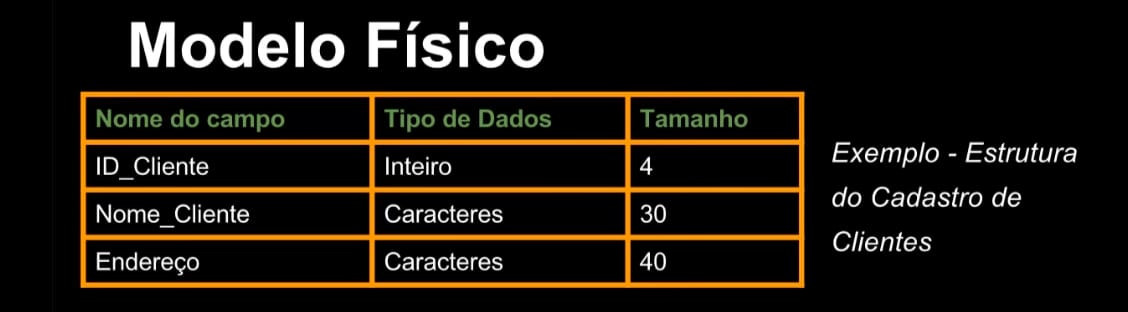 Modelo Físico
Nome do campo Tipo de Dados Tamanho
ID_Cliente Inteiro 4
Nome_Cliente Caracteres 30
Endereço Caracteres 40
Exemplo - Estrutura
do Cadastro de
Clientes